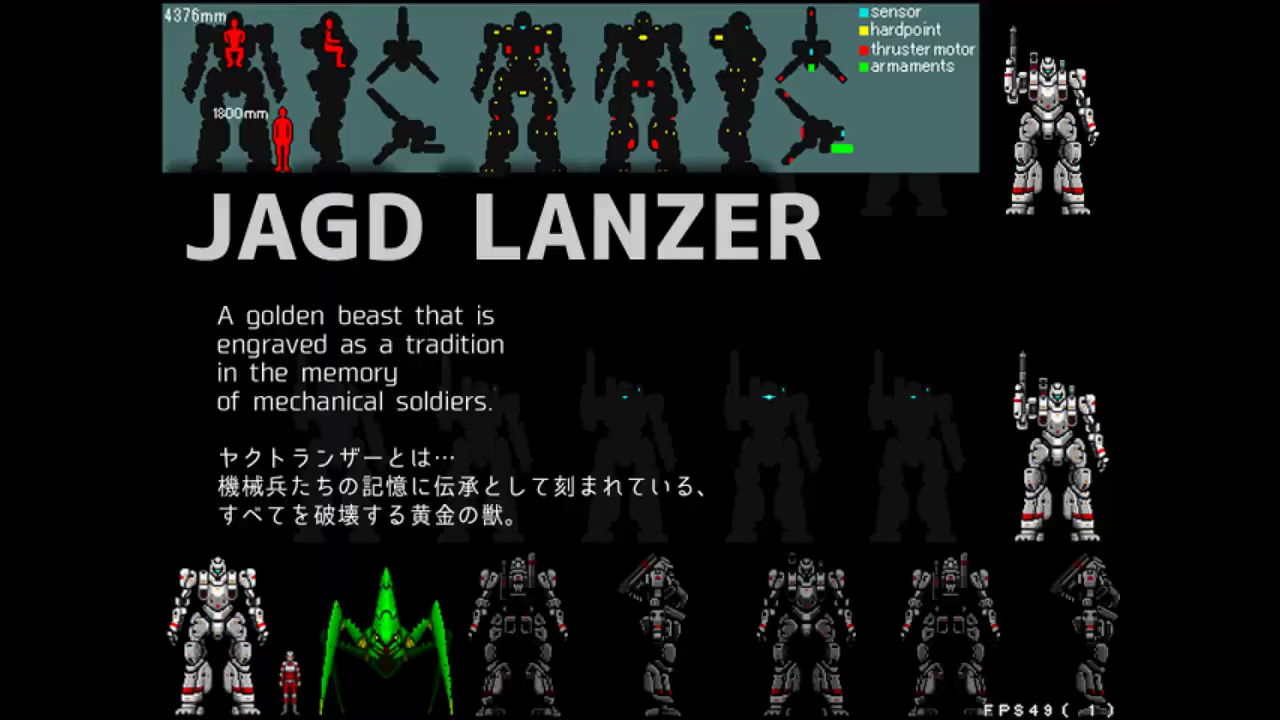 4376mm
1800mm
sensor
hardpoint
thruster motor
armaments
JAGD LANZER
A golden beast that is
engraved as a tradition
in the memory
of mechanical soldiers.
ヤクトランザーとは…
機械兵たちの記憶に伝承として刻まれている、
すべてを破壊する黄金の獣。
FPS49( 1)